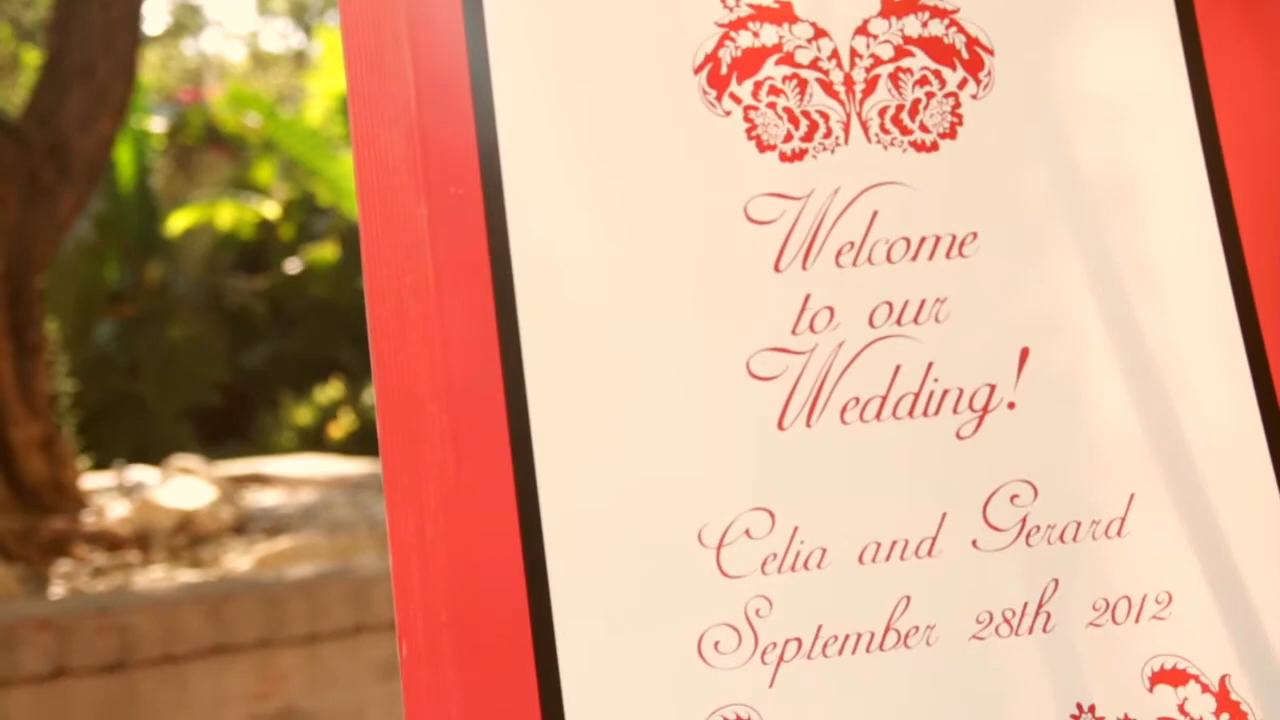 Welcome
to our
Wedding!
Celia and Gerard
September 28th 2012